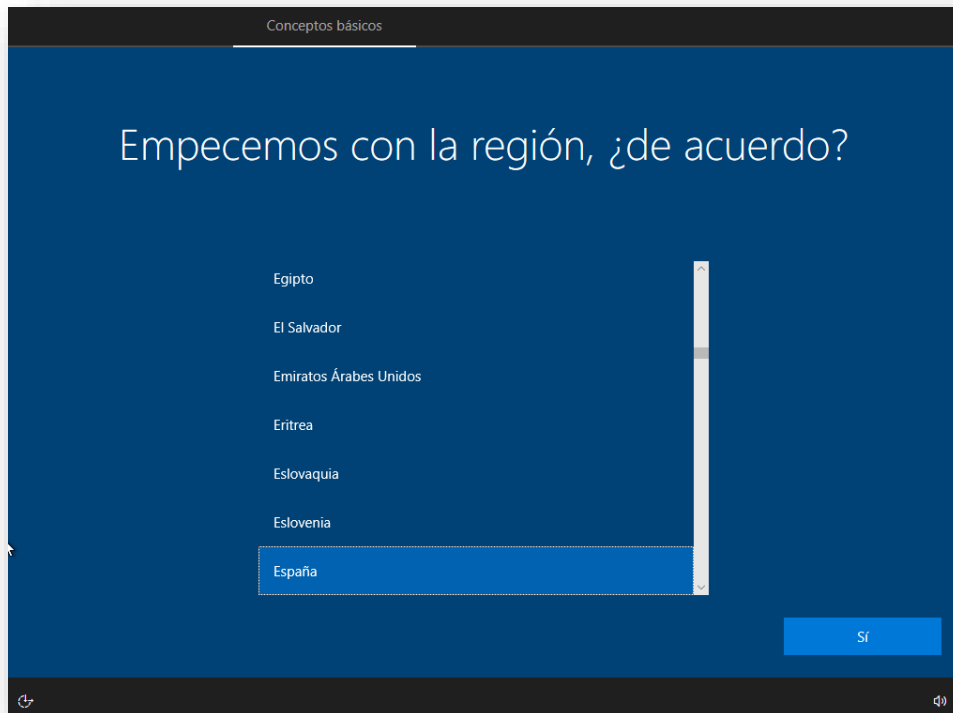 Conceptos básicos
Empecemos con la región, ¿de acuerdo?
Egipto
El Salvador
Emiratos Árabes Unidos
Eritrea
Eslovaquia
Eslovenia
España
Sí